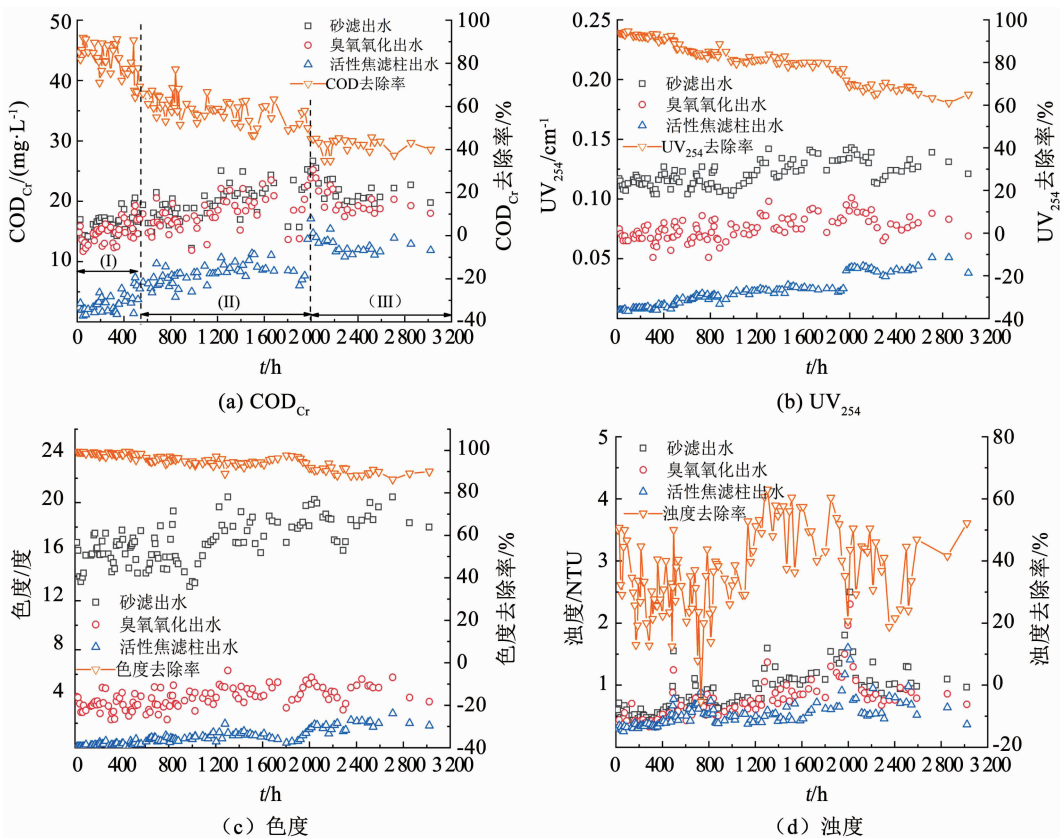 50
40
30
20
10
COD_Cr/(mg·L⁻¹)
100
80
60
40
20
0
-20
-40
COD_Cr去除率/%
砂滤出水
臭氧氧化出水
活性焦滤柱出水
COD去除率
(I)
(II)
(III)
0 400 800 1 200 1 600 2 000 2 400 2 800 3 200
t/h
(a) COD_Cr
0.25
0.20
0.15
0.10
0.05
UV₂₅₄/cm⁻¹
100
80
60
40
20
0
-20
-40
UV₂₅₄去除率/%
砂滤出水
臭氧氧化出水
活性焦滤柱出水
UV₂₅₄去除率
0 400 800 1 200 1 600 2 000 2 400 2 800 3 200
t/h
(b) UV₂₅₄
24
20
16
12
8
4
色度/度
100
80
60
40
20
0
-20
-40
色度去除率/%
砂滤出水
臭氧氧化出水
活性焦滤柱出水
色度去除率
0 400 800 1 200 1 600 2 000 2 400 2 800 3 200
t/h
（c）色度
5
4
3
2
1
浊度/NTU
80
60
40
20
0
-20
浊度去除率/%
砂滤出水
臭氧氧化出水
活性焦滤柱出水
浊度去除率
0 400 800 1 200 1 600 2 000 2 400 2 800 3 200
t/h
（d）浊度